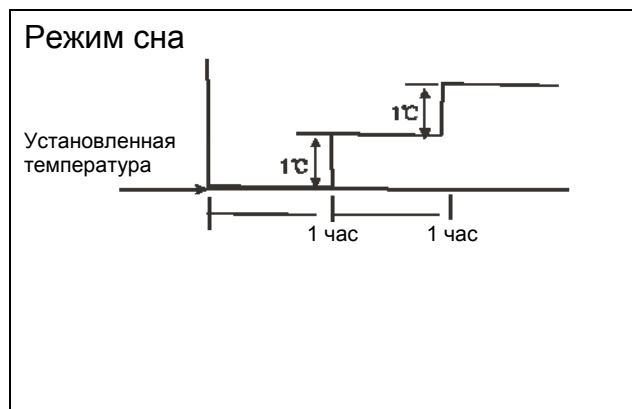 Режим сна
1℃
Установленная
температура
1℃
1 час 1 час